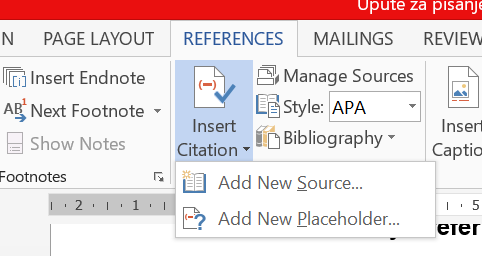 Upute za pisanje
N PAGE LAYOUT REFERENCES MAILINGS REVIEW
Insert Endnote
AB1 Next Footnote
Show Notes
Footnotes
Insert
Citation
Manage Sources
Style: APA
Bibliography
Insert
Captio
Add New Source...
Add New Placeholder...
2 1 5